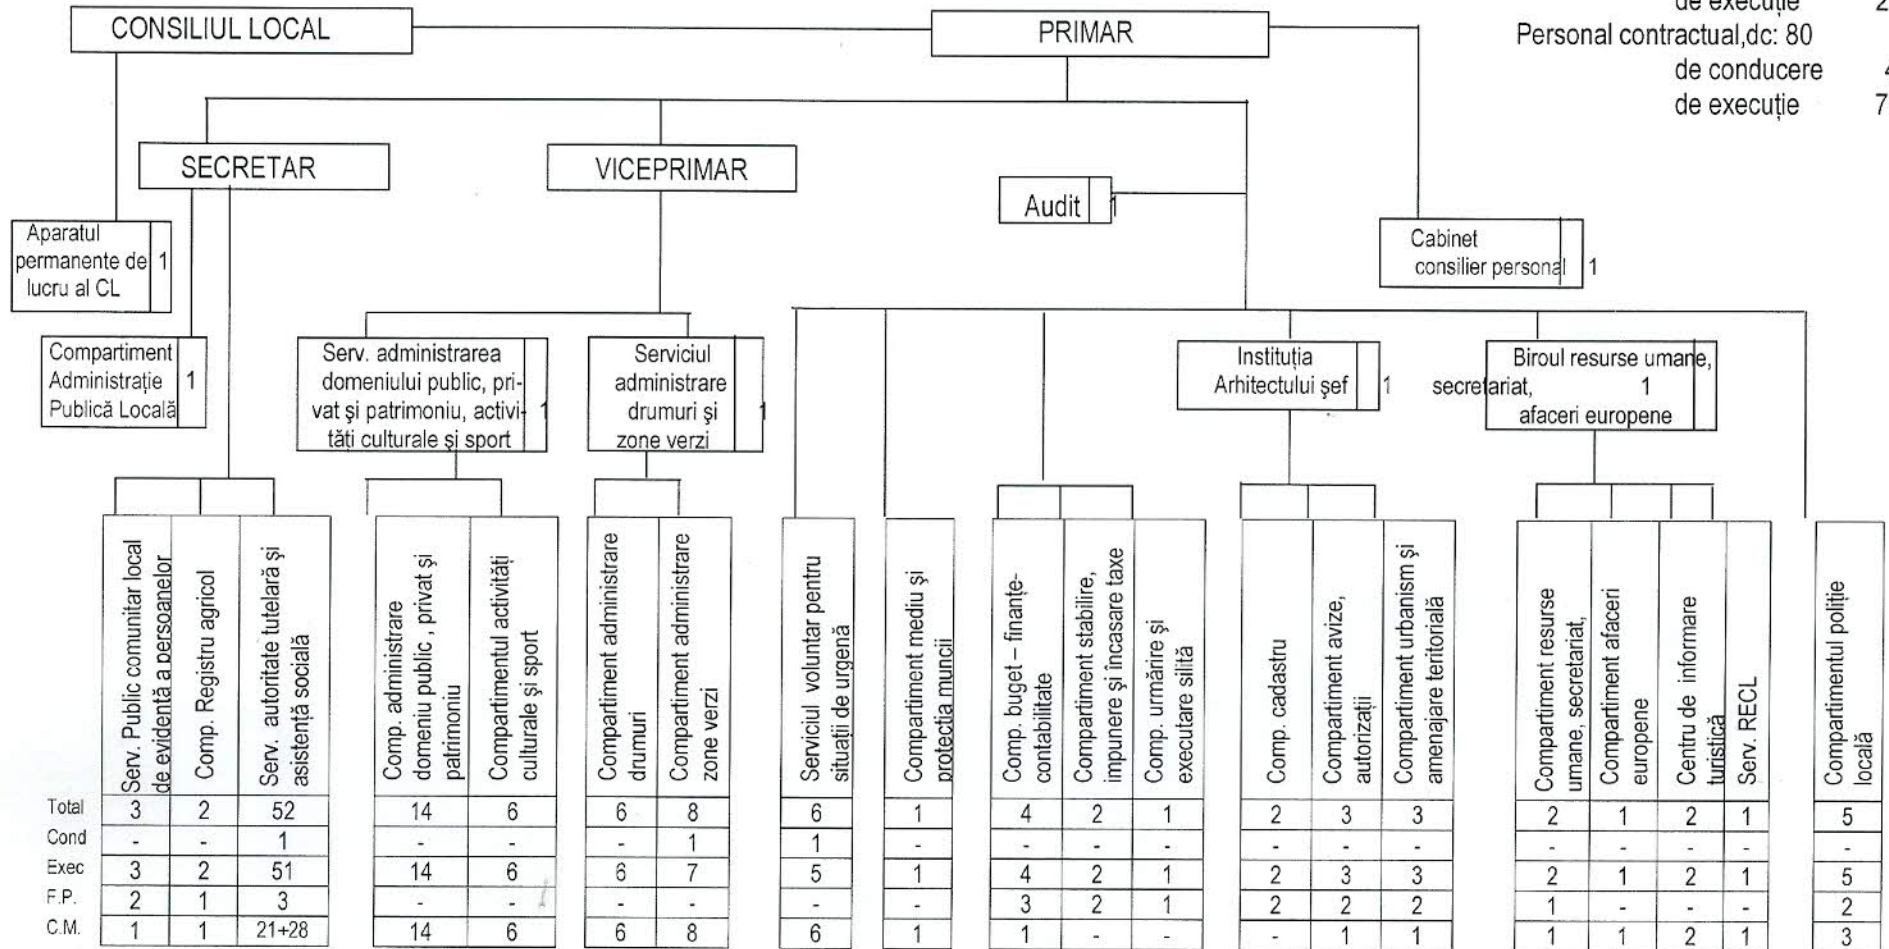 de execuție 2
CONSILIUL LOCAL
PRIMAR
Personal contractual,dc: 80
de conducere 4
de execuție 7
SECRETAR
VICEPRIMAR
Audit 1
Aparatul
permanente de 1
lucru al CL
Cabinet
consilier personal 1
Compartiment
Administrație 1
Publică Locală
Serv. administrarea
domeniului public, pri-
vat și patrimoniu, activi- 1
tăți culturale și sport
Serviciul
administrare
drumuri și 1
zone verzi
Instituția
Arhitectului șef 1
Biroul resurse umane,
secretariat, 1
afaceri europene
Serv. Public comunitar local
de evidentă a persoanelor
Comp. Registru agricol
Serv. autoritate tutelară și
asistență socială
Comp. administrare
domeniu public , privat și
patrimoniu
Compartimentul activități
culturale și sport
Compartiment administrare
drumuri
Compartiment administrare
zone verzi
Serviciul voluntar pentru
situații de urgenă
Compartiment mediu și
protectia muncii
Comp. buget – finanțe-
contabilitate
Compartiment stabilire,
impunere și încasare taxe
Comp. urmărire și
executare silită
Comp. cadastru
Compartiment avize,
autorizații
Compartiment urbanism și
amenajare teritorială
Compartiment resurse
umane, secretariat,
Compartiment afaceri
europene
Centru de informare
turistică
Serv. RECL
Compartimentul poliție
locală
Total 3 2 52 14 6 6 8 6 1 4 2 1 2 3 3 2 1 2 1 5
Cond - - 1 - - - 1 1 - - - - - - - - - - - -
Exec 3 2 51 14 6 6 7 5 1 4 2 1 2 3 3 2 1 2 1 5
F.P. 2 1 3 - - - - - - 3 2 1 2 2 2 1 - - - 2
C.M. 1 1 21+28 14 6 6 8 6 1 1 - - - 1 1 1 1 2 1 3